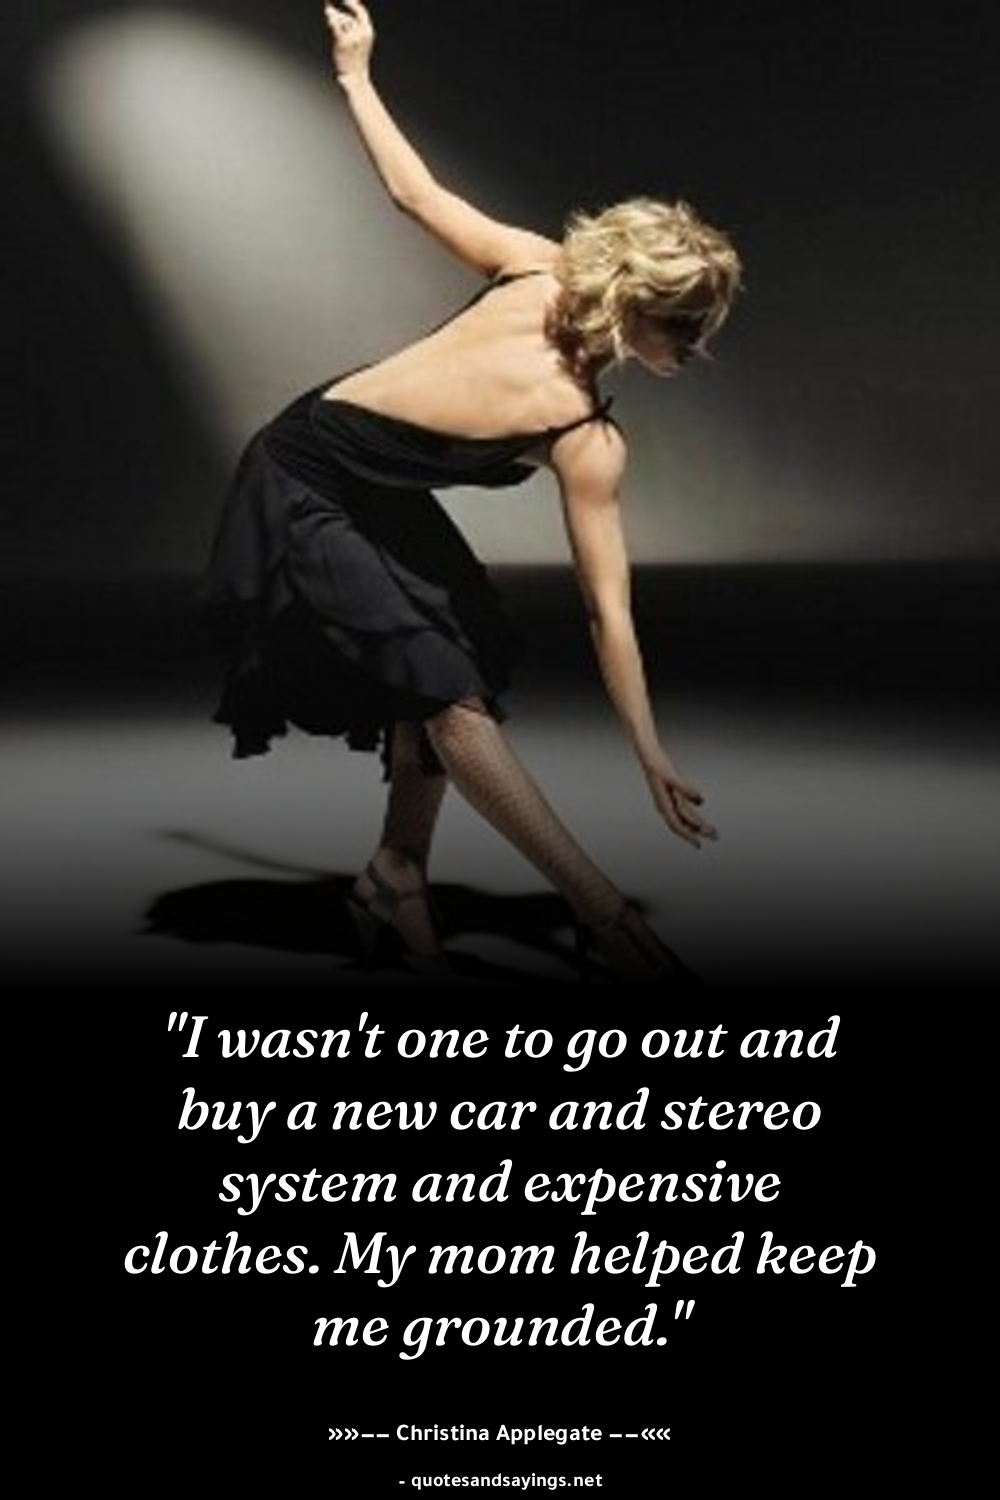 "I wasn't one to go out and
buy a new car and stereo
system and expensive
clothes. My mom helped keep
me grounded."
»»–– Christina Applegate ––««
- quotesandsayings.net